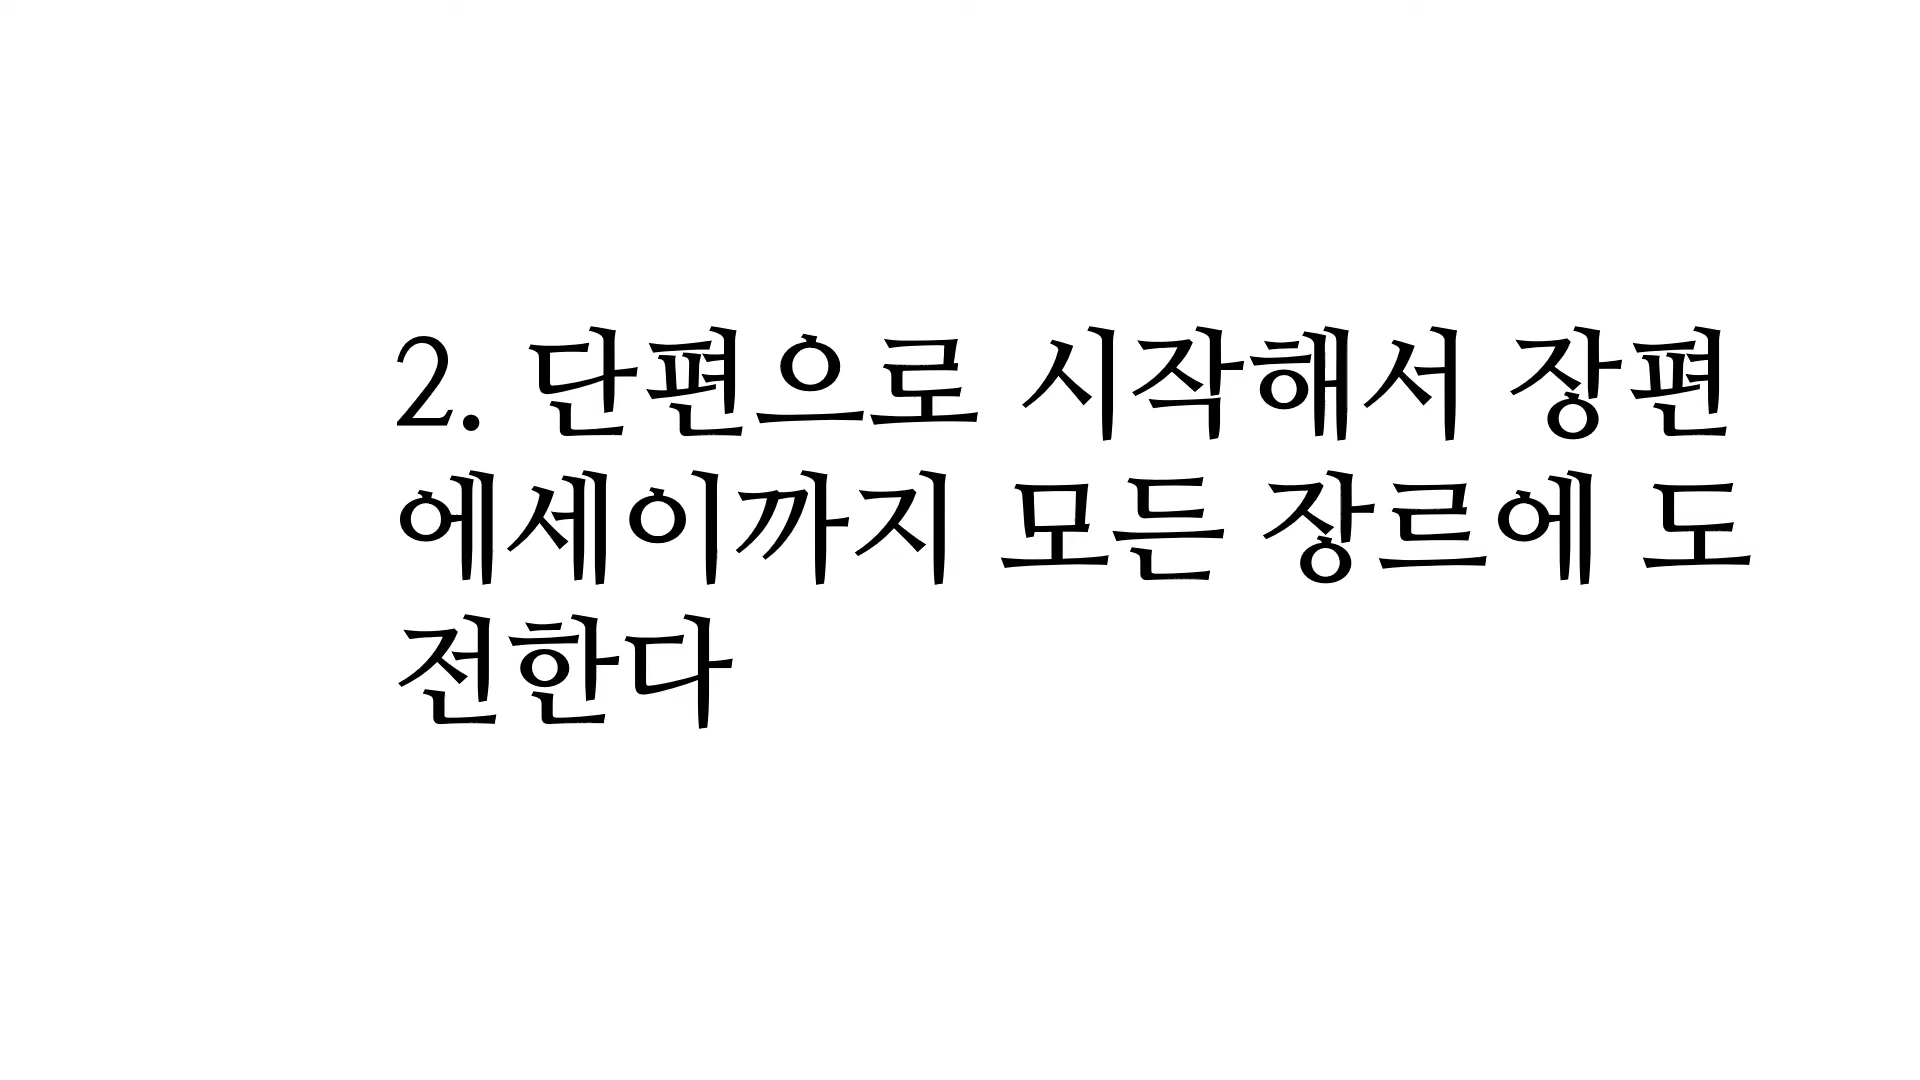 2. 단편으로 시작해서 장편
에세이까지 모든 장르에 도
전한다